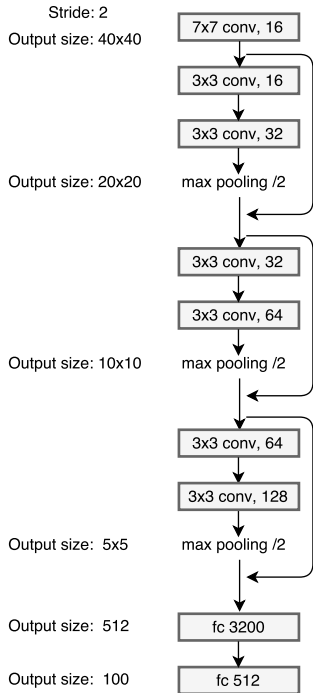 Stride: 2
7x7 conv, 16
Output size: 40x40
3x3 conv, 16
3x3 conv, 32
Output size: 20x20 max pooling /2
3x3 conv, 32
3x3 conv, 64
Output size: 10x10 max pooling /2
3x3 conv, 64
3x3 conv, 128
Output size: 5x5 max pooling /2
Output size: 512 fc 3200
Output size: 100 fc 512